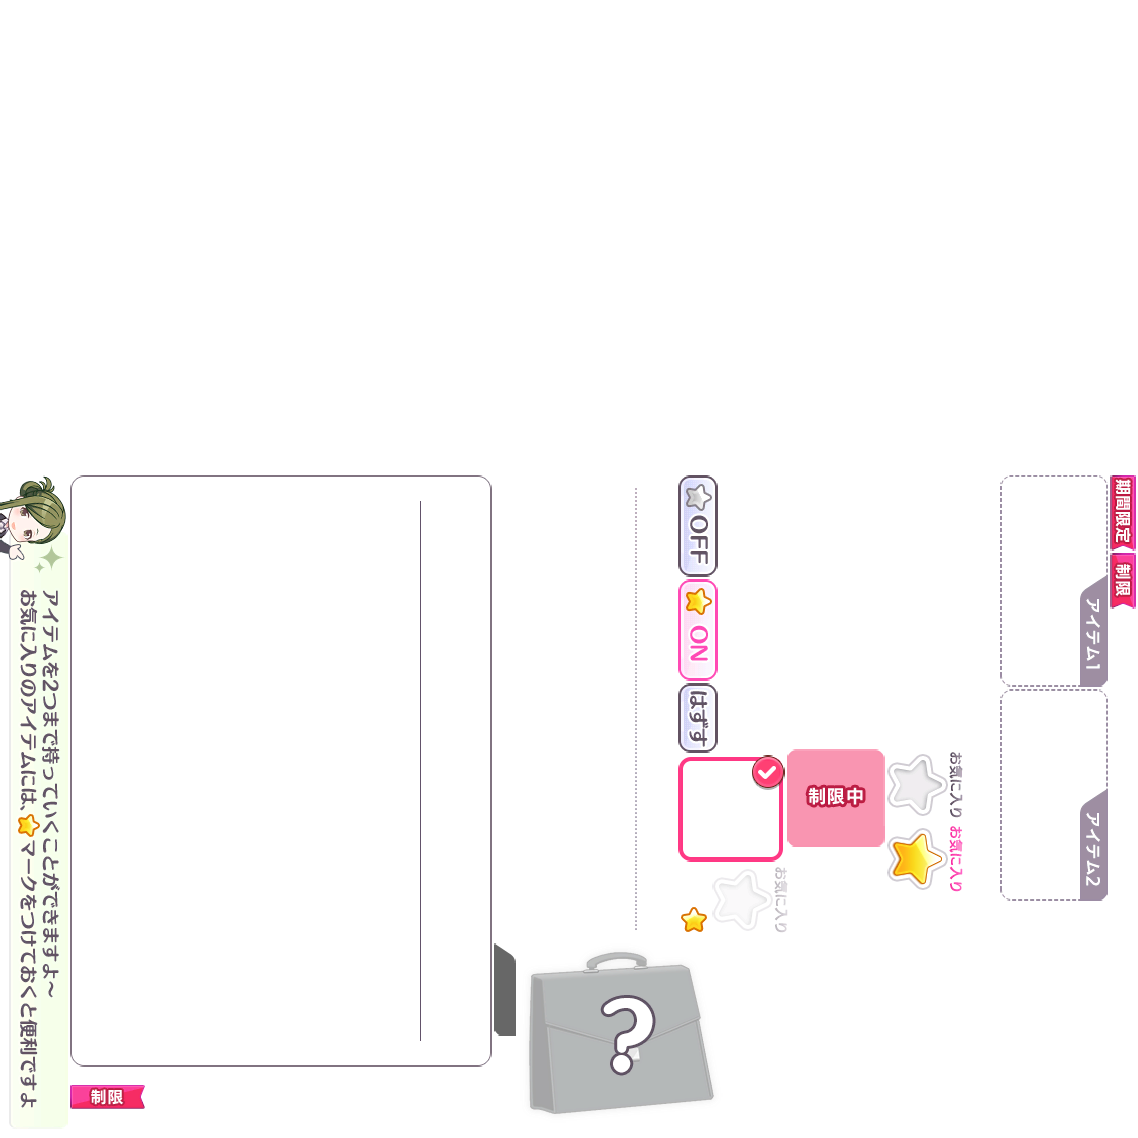 期間限定
制限
アイテム1
アイテム2
OFF
ON
はずす
制限中
お気に入り
お気に入り
お気に入り
?
アイテムを2つまで持っていくことができますよ～
お気に入りのアイテムには、マークをつけておくと便利ですよ
制限